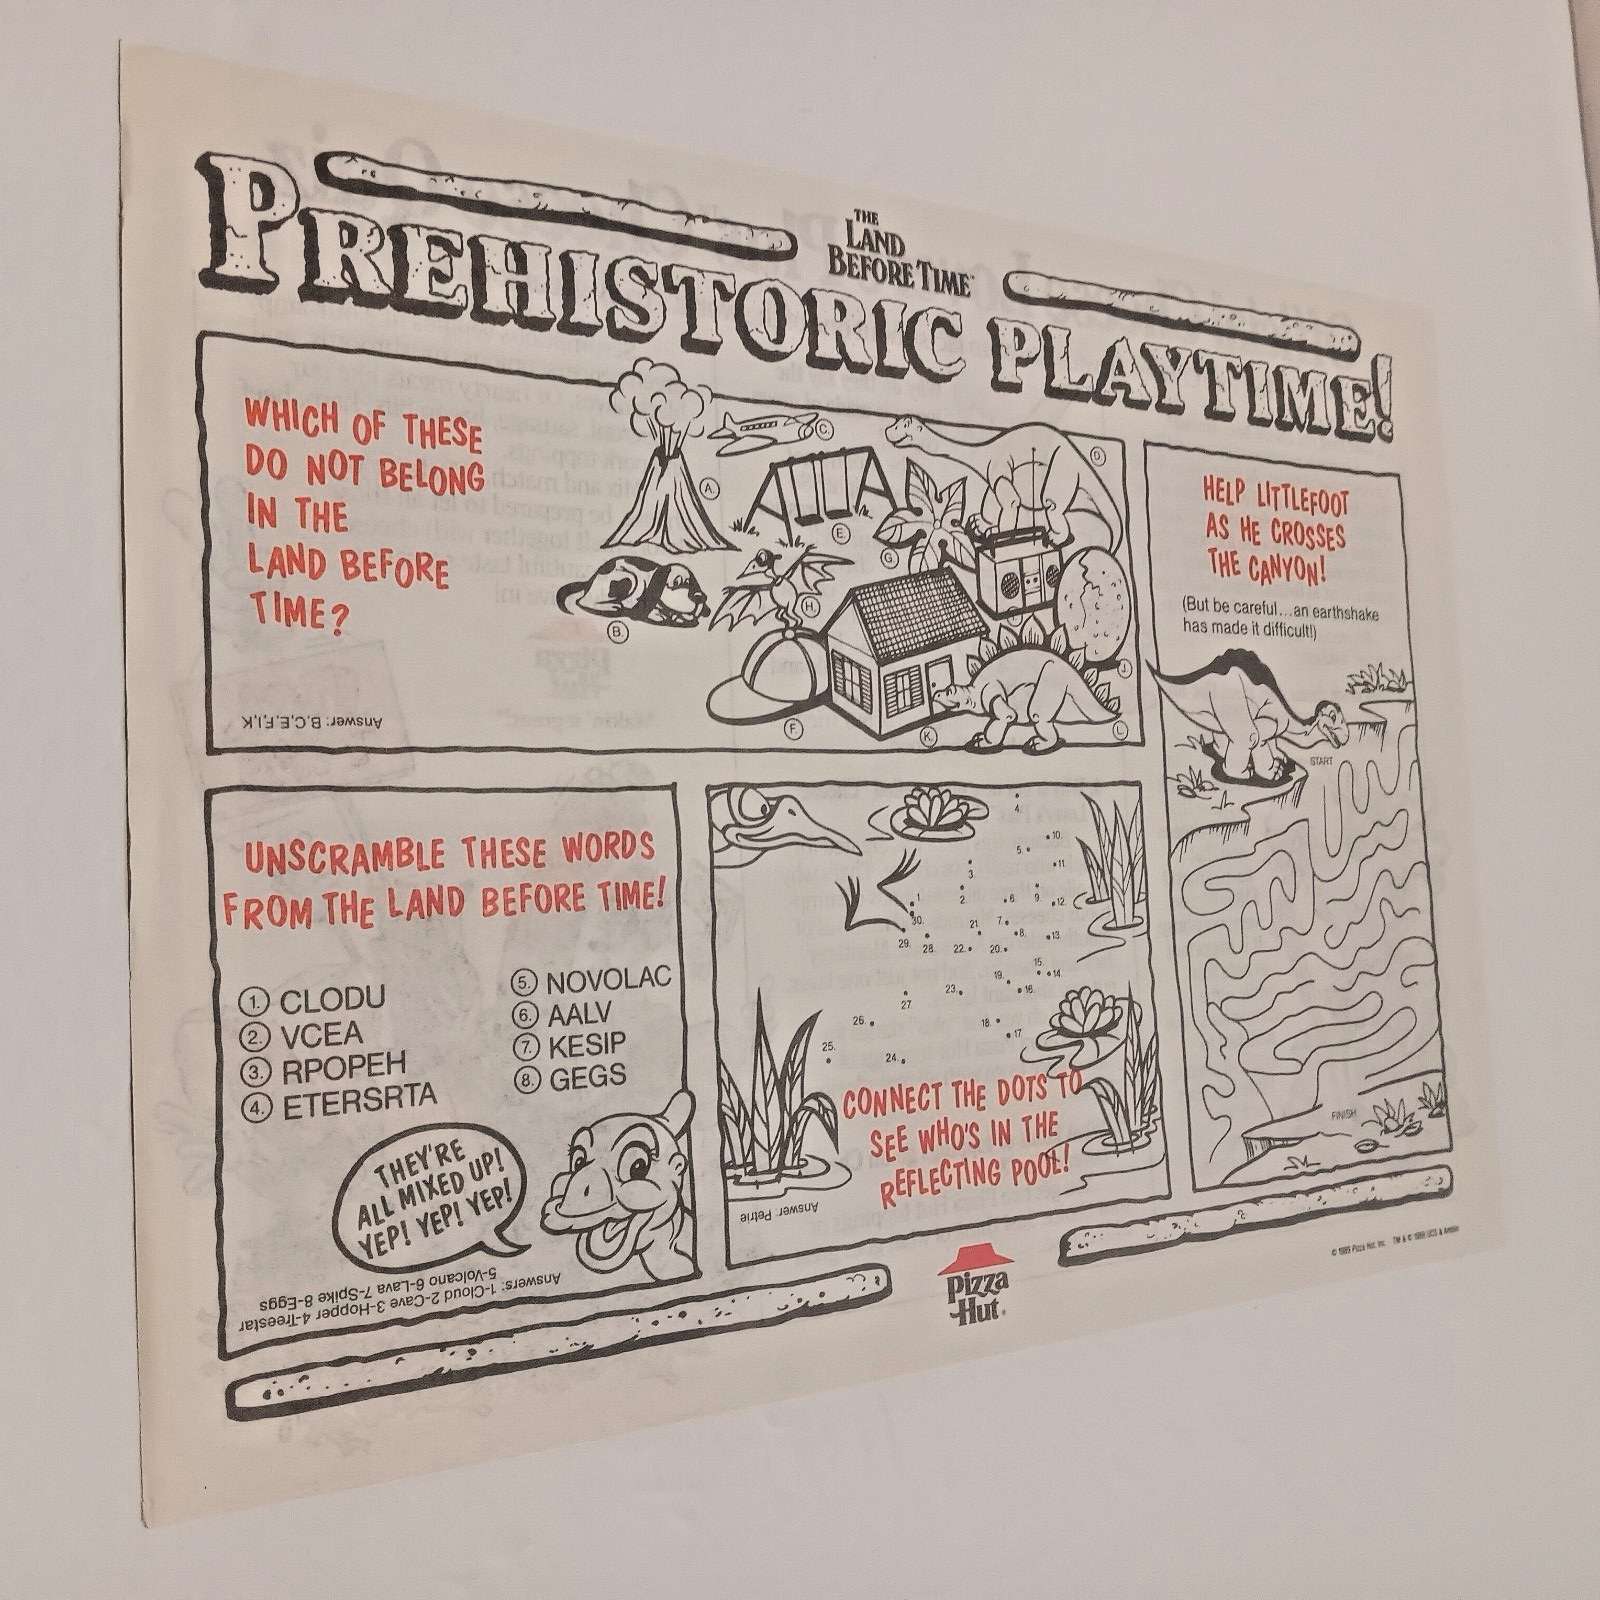 THE
LAND
BEFORE TIME™
PREHISTORIC PLAYTIME!
WHICH OF THESE
DO NOT BELONG
IN THE
LAND BEFORE
TIME?
A.
B.
C.
D.
E.
F.
G.
H.
J.
K.
L.
Answer: B,C,E,F,I,K
HELP LITTLEFOOT
AS HE CROSSES
THE CANYON!
(But be careful...an earthshake
has made it difficult!)
START
FINISH
UNSCRAMBLE THESE WORDS
FROM THE LAND BEFORE TIME!
1. CLODU
2. VCEA
3. RPOPEH
4. ETERSRTA
5. NOVOLAC
6. AALV
7. KESIP
8. GEGS
THEY'RE
ALL MIXED UP!
YEP! YEP! YEP!
Answers: 1-Cloud 2-Cave 3-Hopper 4-Treestar
5-Volcano 6-Lava 7-Spike 8-Eggs
4.
10.
5.
11.
3.
1
2.
6.
9.
12.
30.
21.
7.
8.
13.
29.
28.
22.
20.
15.
14.
19.
23.
16.
27.
26.
18.
17.
25.
24.
CONNECT THE DOTS TO
SEE WHO'S IN THE
REFLECTING POOL!
Answer: Petrie
Pizza
Hut®
© 1989 Pizza Hut, Inc. TM & © 1988 UCS & Amblin